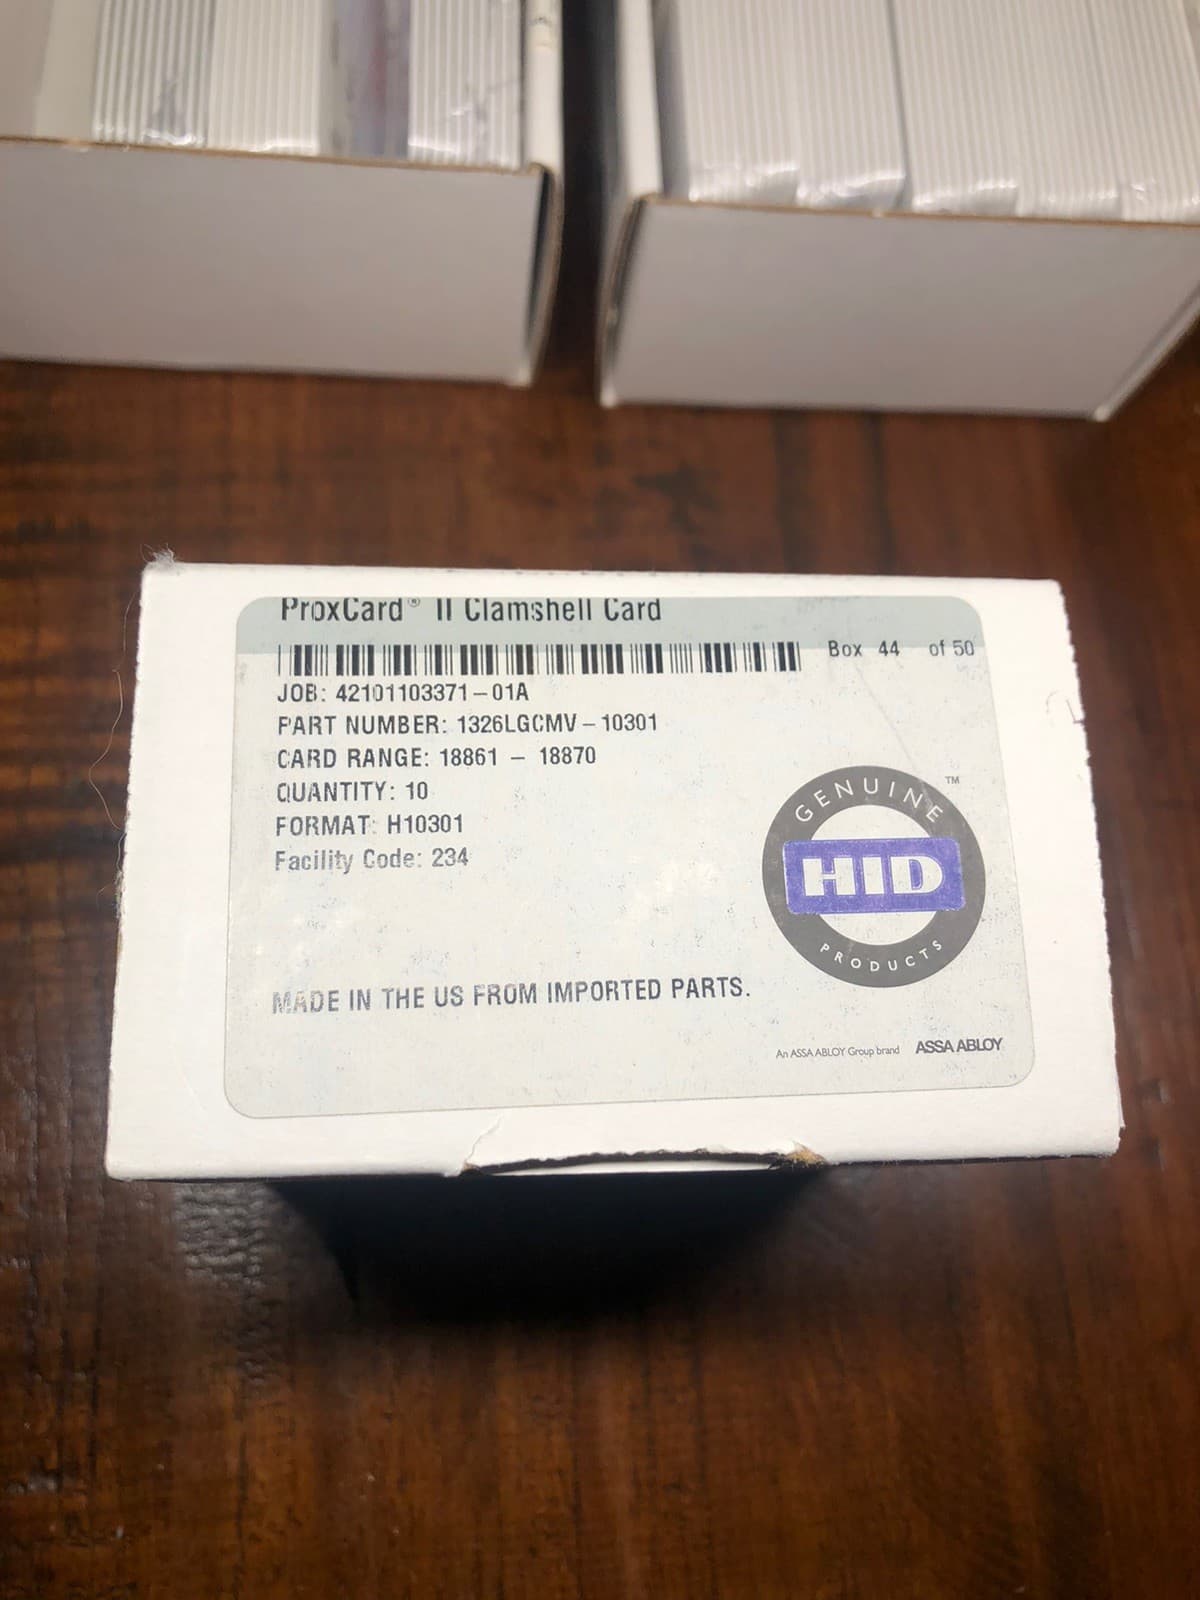 ProxCard® II Clamshell Card
Box 44 of 50
JOB: 42101103371-01A
PART NUMBER: 1326LGCMV-10301
CARD RANGE: 18861 - 18870
QUANTITY: 10
FORMAT: H10301
Facility Code: 234
GENUINE
™
HID
PRODUCTS
MADE IN THE US FROM IMPORTED PARTS.
An ASSA ABLOY Group brand ASSA ABLOY